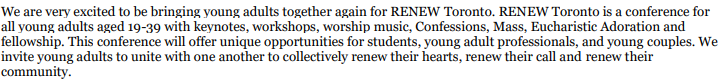 We are very excited to be bringing young adults together again for RENEW Toronto. RENEW Toronto is a conference for
all young adults aged 19-39 with keynotes, workshops, worship music, Confessions, Mass, Eucharistic Adoration and
fellowship. This conference will offer unique opportunities for students, young adult professionals, and young couples. We
invite young adults to unite with one another to collectively renew their hearts, renew their call and renew their
community.